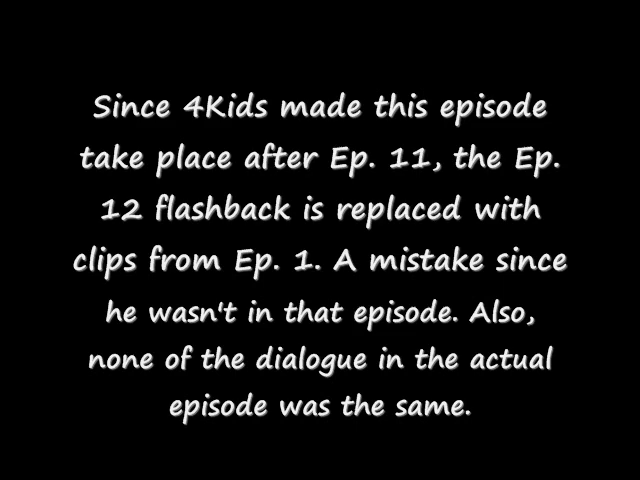 Since 4Kids made this episode
take place after Ep. 11, the Ep.
12 flashback is replaced with
clips from Ep. 1. A mistake since
he wasn't in that episode. Also,
none of the dialogue in the actual
episode was the same.